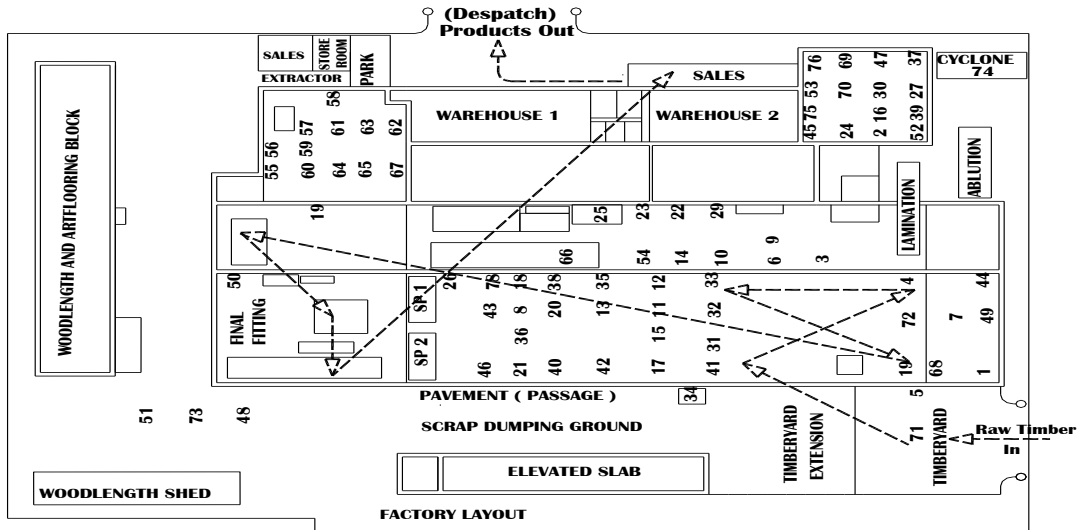 (Despatch)
Products Out
SALES
STORE
ROOM
PARK
EXTRACTOR
SALES
CYCLONE
74
76 69 47 37
53 70 30 27
75 16 39
45 24 2 52
WAREHOUSE 1
WAREHOUSE 2
58
57 61 63 62
56 59
55 60 64 65 67
WOODLENGTH AND ARTFLOORING BLOCK
ABLUTION
LAMINATION
19
25 23 22 29
9
66 54 14 10 6 3
50
26 78 18 38 35 12 33 4 44
SP 1
43 8 20 13 11 32 72 7 49
FINAL
FITTING
36 15 31
SP 2
46 21 40 42 17 41 19 68 1
PAVEMENT ( PASSAGE )
34
5
51 73 48
SCRAP DUMPING GROUND
71
Raw Timber
In
TIMBERYARD
EXTENSION
TIMBERYARD
ELEVATED SLAB
WOODLENGTH SHED
FACTORY LAYOUT